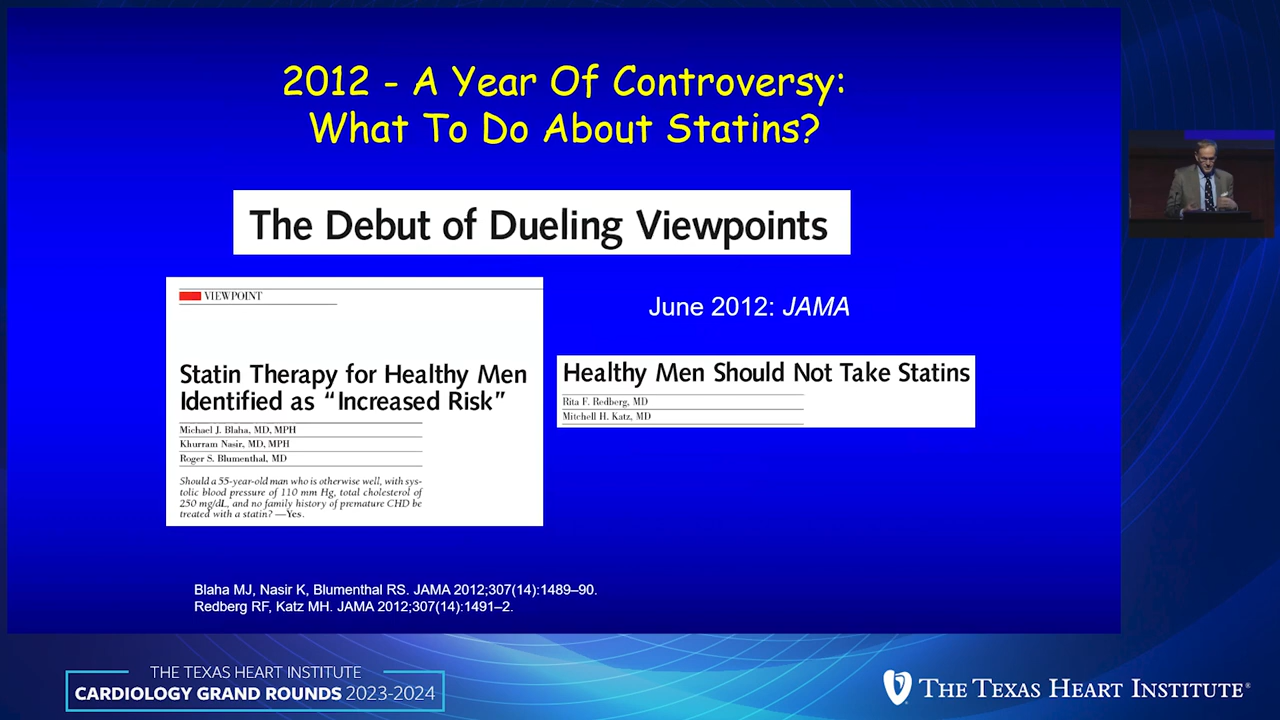 2012 - A Year Of Controversy:
What To Do About Statins?
The Debut of Dueling Viewpoints
VIEWPOINT
Statin Therapy for Healthy Men
Identified as “Increased Risk”
Michael J. Blaha, MD, MPH
Khurram Nasir, MD, MPH
Roger S. Blumenthal, MD
Should a 55-year-old man who is otherwise well, with sys-
tolic blood pressure of 110 mm Hg, total cholesterol of
250 mg/dL, and no family history of premature CHD be
treated with a statin? —Yes.
June 2012: JAMA
Healthy Men Should Not Take Statins
Rita F. Redberg, MD
Mitchell H. Katz, MD
Blaha MJ, Nasir K, Blumenthal RS. JAMA 2012;307(14):1489–90.
Redberg RF, Katz MH. JAMA 2012;307(14):1491–2.
THE TEXAS HEART INSTITUTE
CARDIOLOGY GRAND ROUNDS 2023-2024
THE TEXAS HEART INSTITUTE®